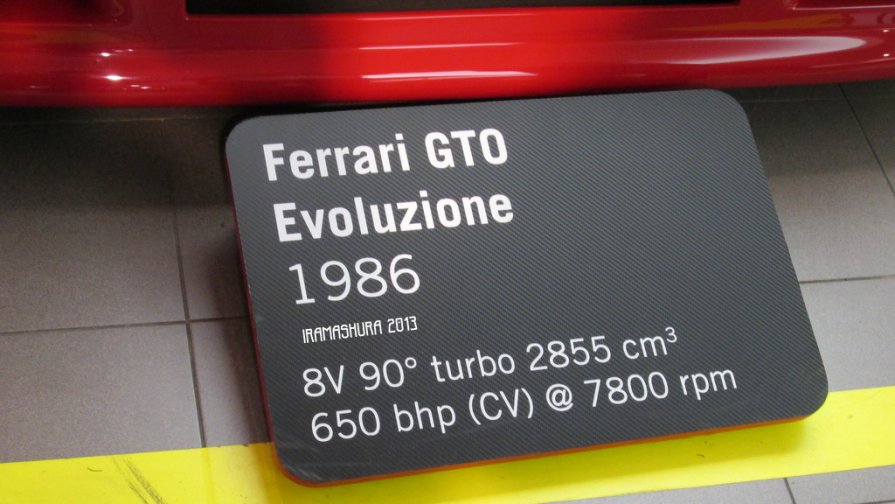 Ferrari GTO
Evoluzione
1986
IRAMASHURA 2013
8V 90° turbo 2855 cm³
650 bhp (CV) @ 7800 rpm